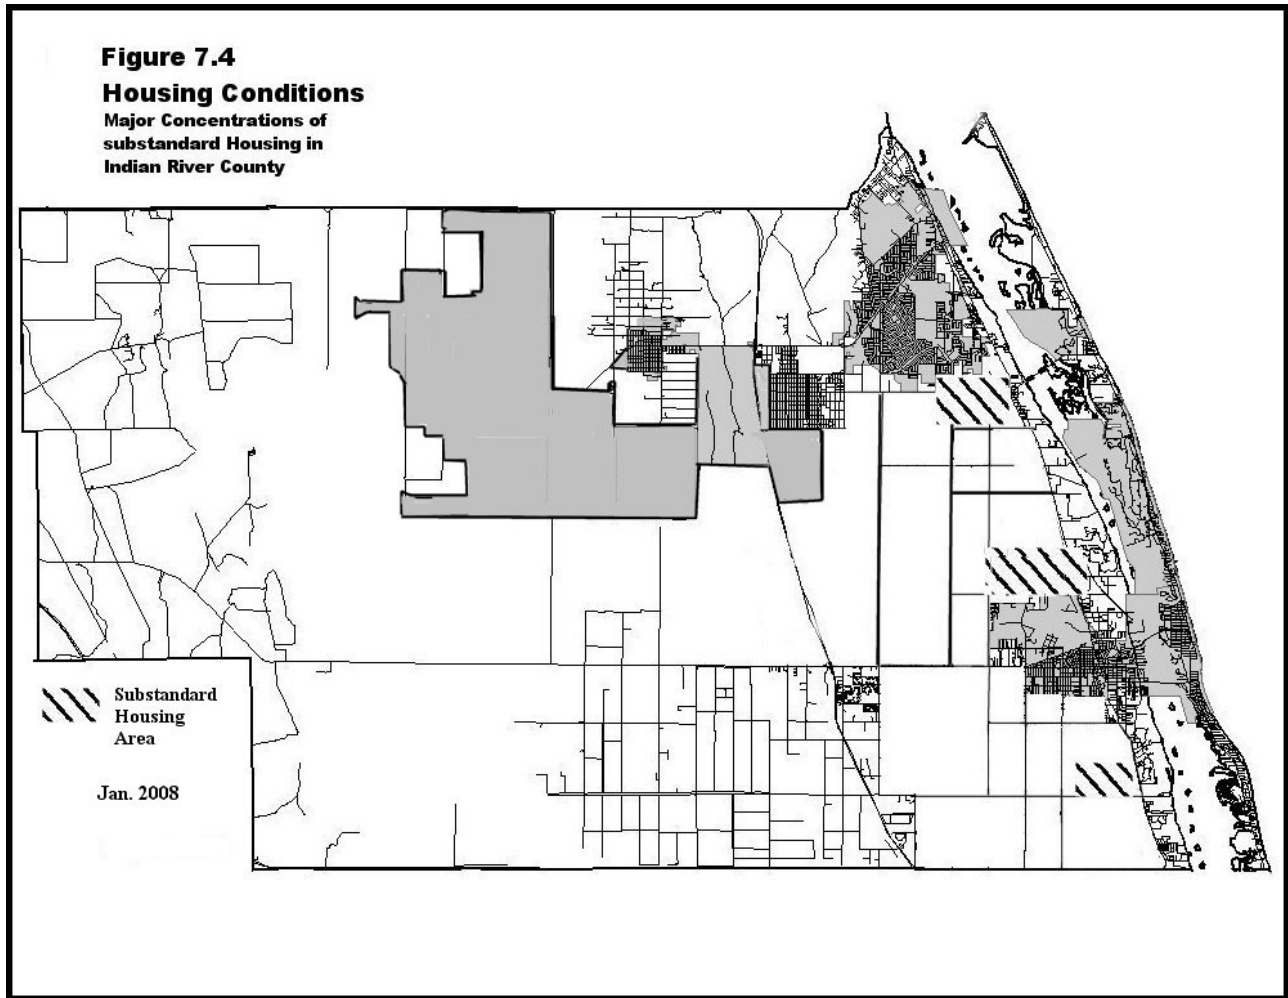 Figure 7.4
Housing Conditions
Major Concentrations of
substandard Housing in
Indian River County
Substandard
Housing
Area
Jan. 2008